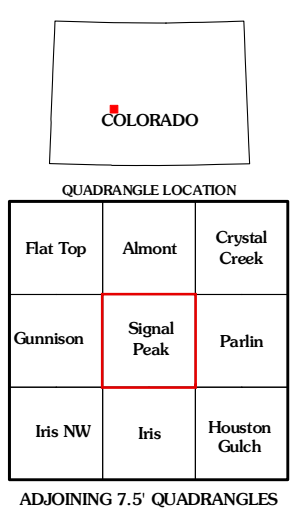 COLORADO
QUADRANGLE LOCATION
Flat Top
Almont
Crystal
Creek
Gunnison
Signal
Peak
Parlin
Iris NW
Iris
Houston
Gulch
ADJOINING 7.5' QUADRANGLES